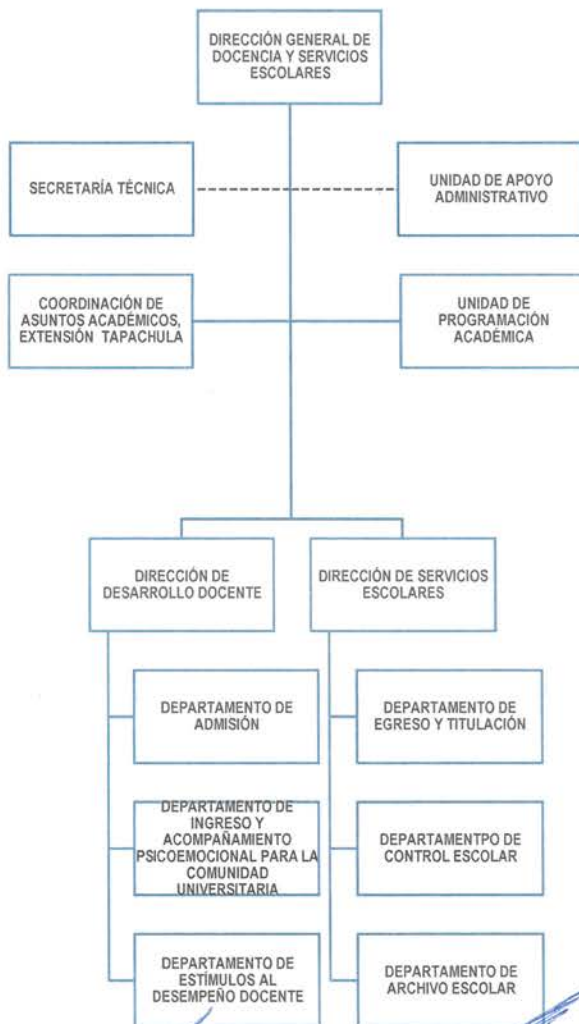 DIRECCIÓN GENERAL DE
DOCENCIA Y SERVICIOS
ESCOLARES
SECRETARÍA TÉCNICA
UNIDAD DE APOYO
ADMINISTRATIVO
COORDINACIÓN DE
ASUNTOS ACADÉMICOS,
EXTENSIÓN TAPACHULA
UNIDAD DE
PROGRAMACIÓN
ACADÉMICA
DIRECCIÓN DE
DESARROLLO DOCENTE
DIRECCIÓN DE SERVICIOS
ESCOLARES
DEPARTAMENTO DE
ADMISIÓN
DEPARTAMENTO DE
EGRESO Y TITULACIÓN
DEPARTAMENTO DE
INGRESO Y
ACOMPAÑAMIENTO
PSICOEMOCIONAL PARA LA
COMUNIDAD
UNIVERSITARIA
DEPARTAMENTPO DE
CONTROL ESCOLAR
DEPARTAMENTO DE
ESTÍMULOS AL
DESEMPEÑO DOCENTE
DEPARTAMENTO DE
ARCHIVO ESCOLAR